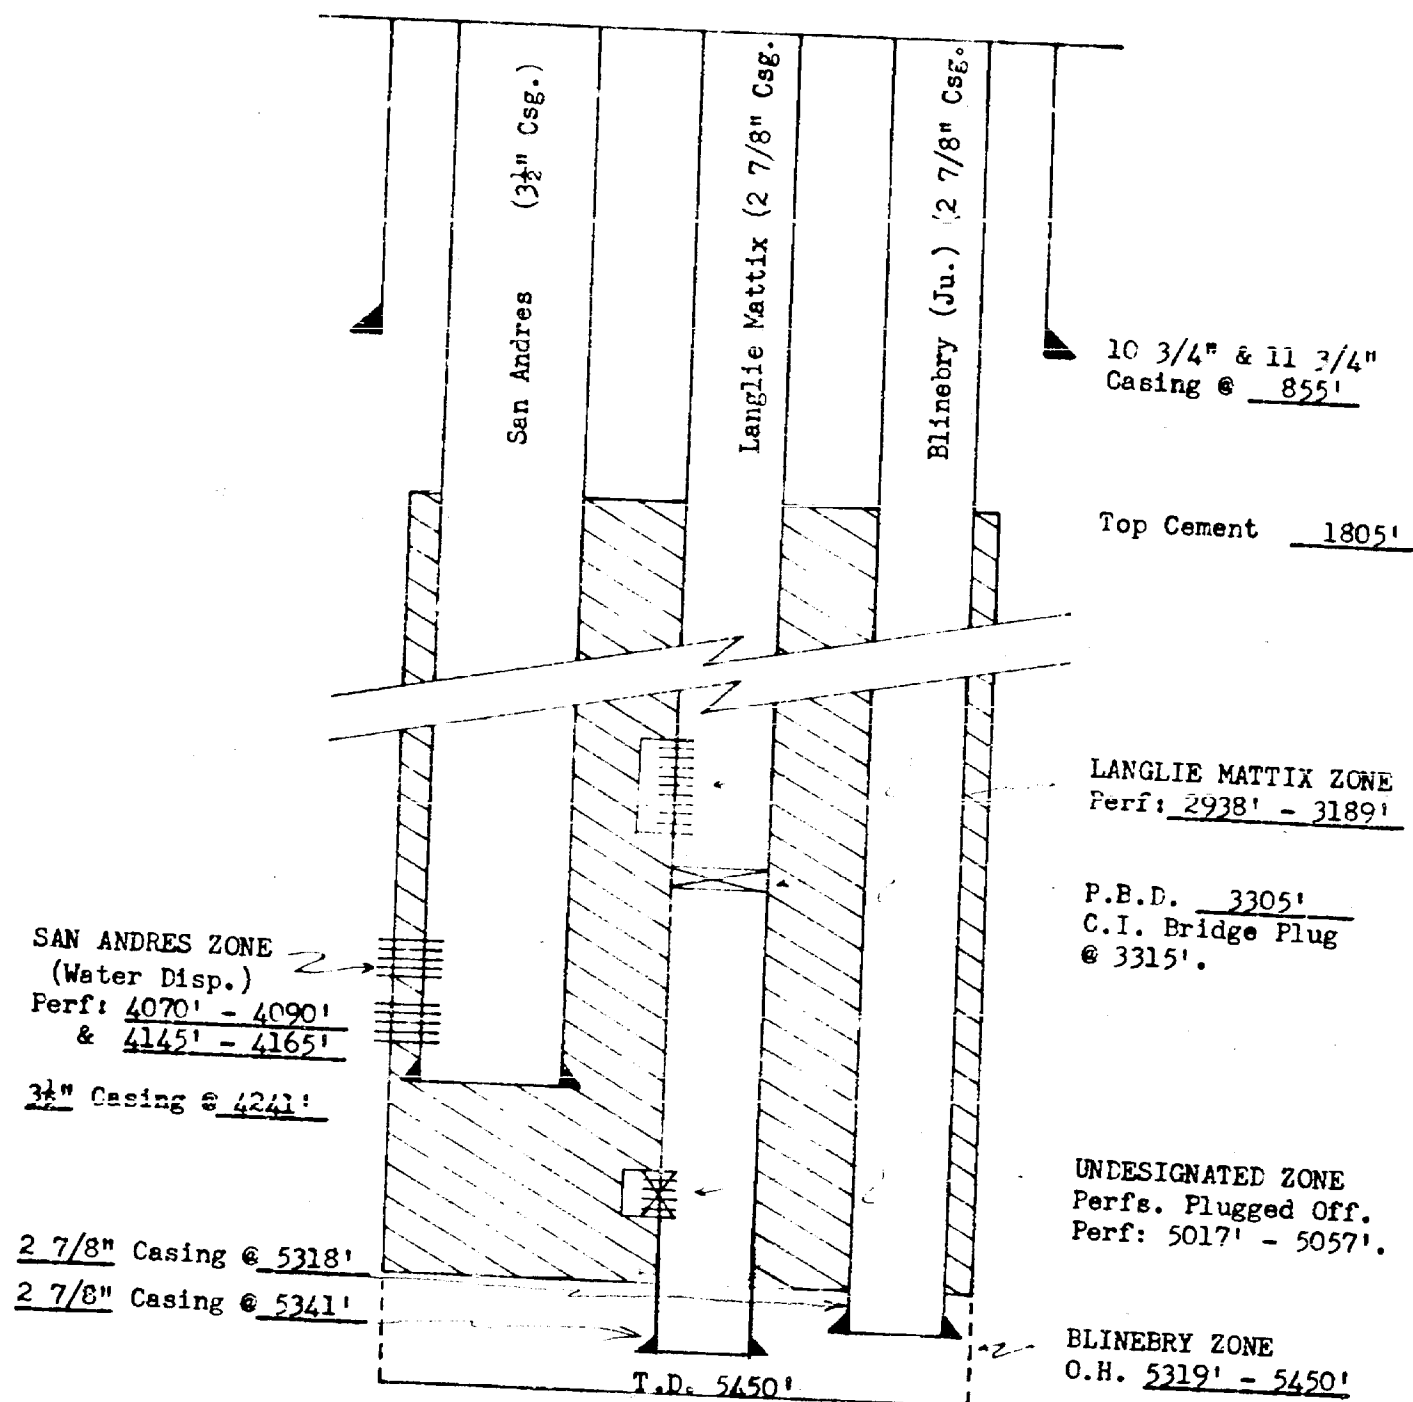 San Andres (3½" Csg.)
Langlie Mattix (2 7/8" Csg.
Blinebry (Ju.) (2 7/8" Csg.
10 3/4" & 11 3/4"
Casing @ 855'
Top Cement 1805'
LANGLIE MATTIX ZONE
Perf: 2938' - 3189'
P.B.D. 3305'
C.I. Bridge Plug
@ 3315'.
SAN ANDRES ZONE
(Water Disp.)
Perf: 4070' - 4090'
& 4145' - 4165'
3½" Casing @ 4241'
UNDESIGNATED ZONE
Perfs. Plugged Off.
Perf: 5017' - 5057'.
2 7/8" Casing @ 5318'
2 7/8" Casing @ 5341'
BLINEBRY ZONE
O.H. 5319' - 5450'
T.D. 5450'